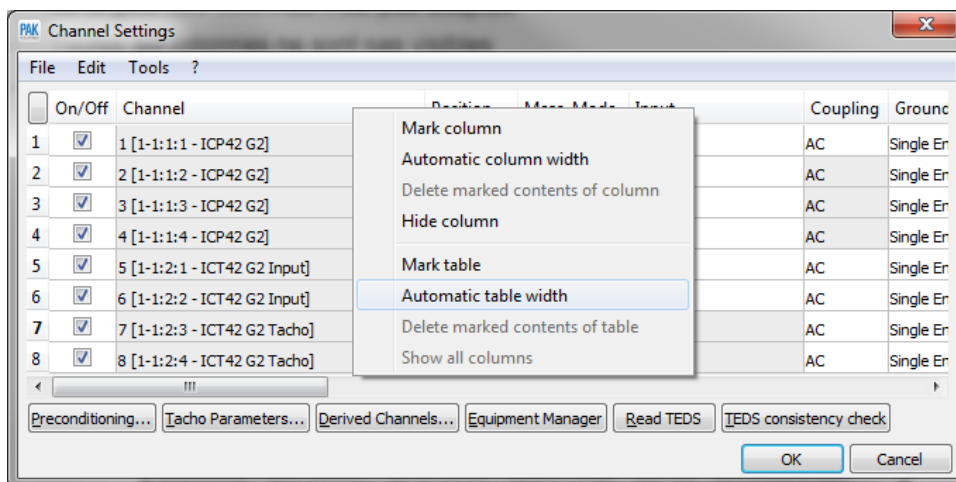 PAK Channel Settings
File Edit Tools ?
On/Off Channel Coupling Ground
1 1 [1-1:1:1 - ICP42 G2] AC Single En
2 2 [1-1:1:2 - ICP42 G2] AC Single En
3 3 [1-1:1:3 - ICP42 G2] AC Single En
4 4 [1-1:1:4 - ICP42 G2] AC Single En
5 5 [1-1:2:1 - ICT42 G2 Input] AC Single En
6 6 [1-1:2:2 - ICT42 G2 Input] AC Single En
7 7 [1-1:2:3 - ICT42 G2 Tacho] AC Single En
8 8 [1-1:2:4 - ICT42 G2 Tacho] AC Single En
Mark column
Automatic column width
Delete marked contents of column
Hide column
Mark table
Automatic table width
Delete marked contents of table
Show all columns
Preconditioning... Tacho Parameters... Derived Channels... Equipment Manager Read TEDS TEDS consistency check
OK Cancel